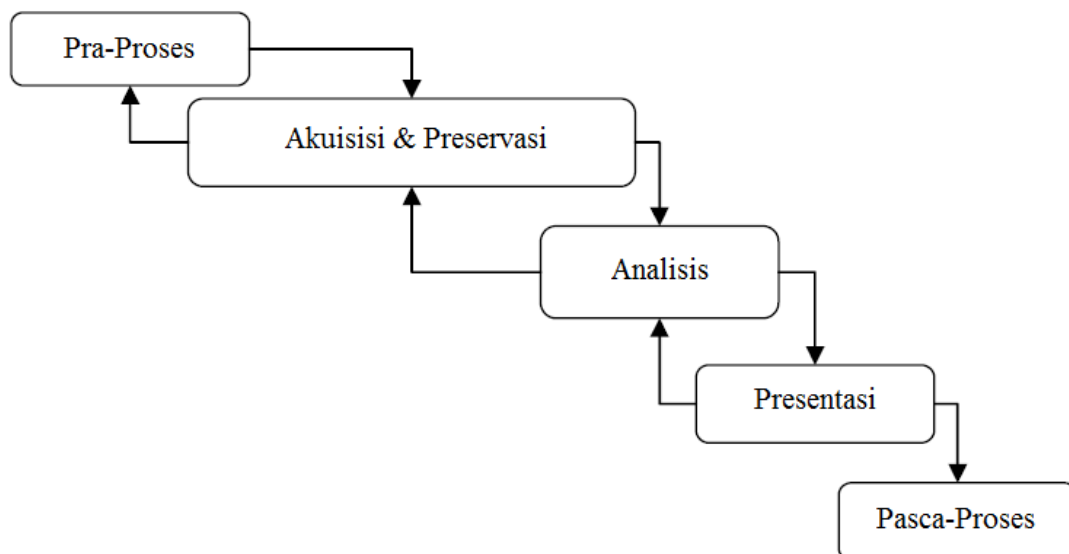 Pra-Proses
Akuisisi & Preservasi
Analisis
Presentasi
Pasca-Proses